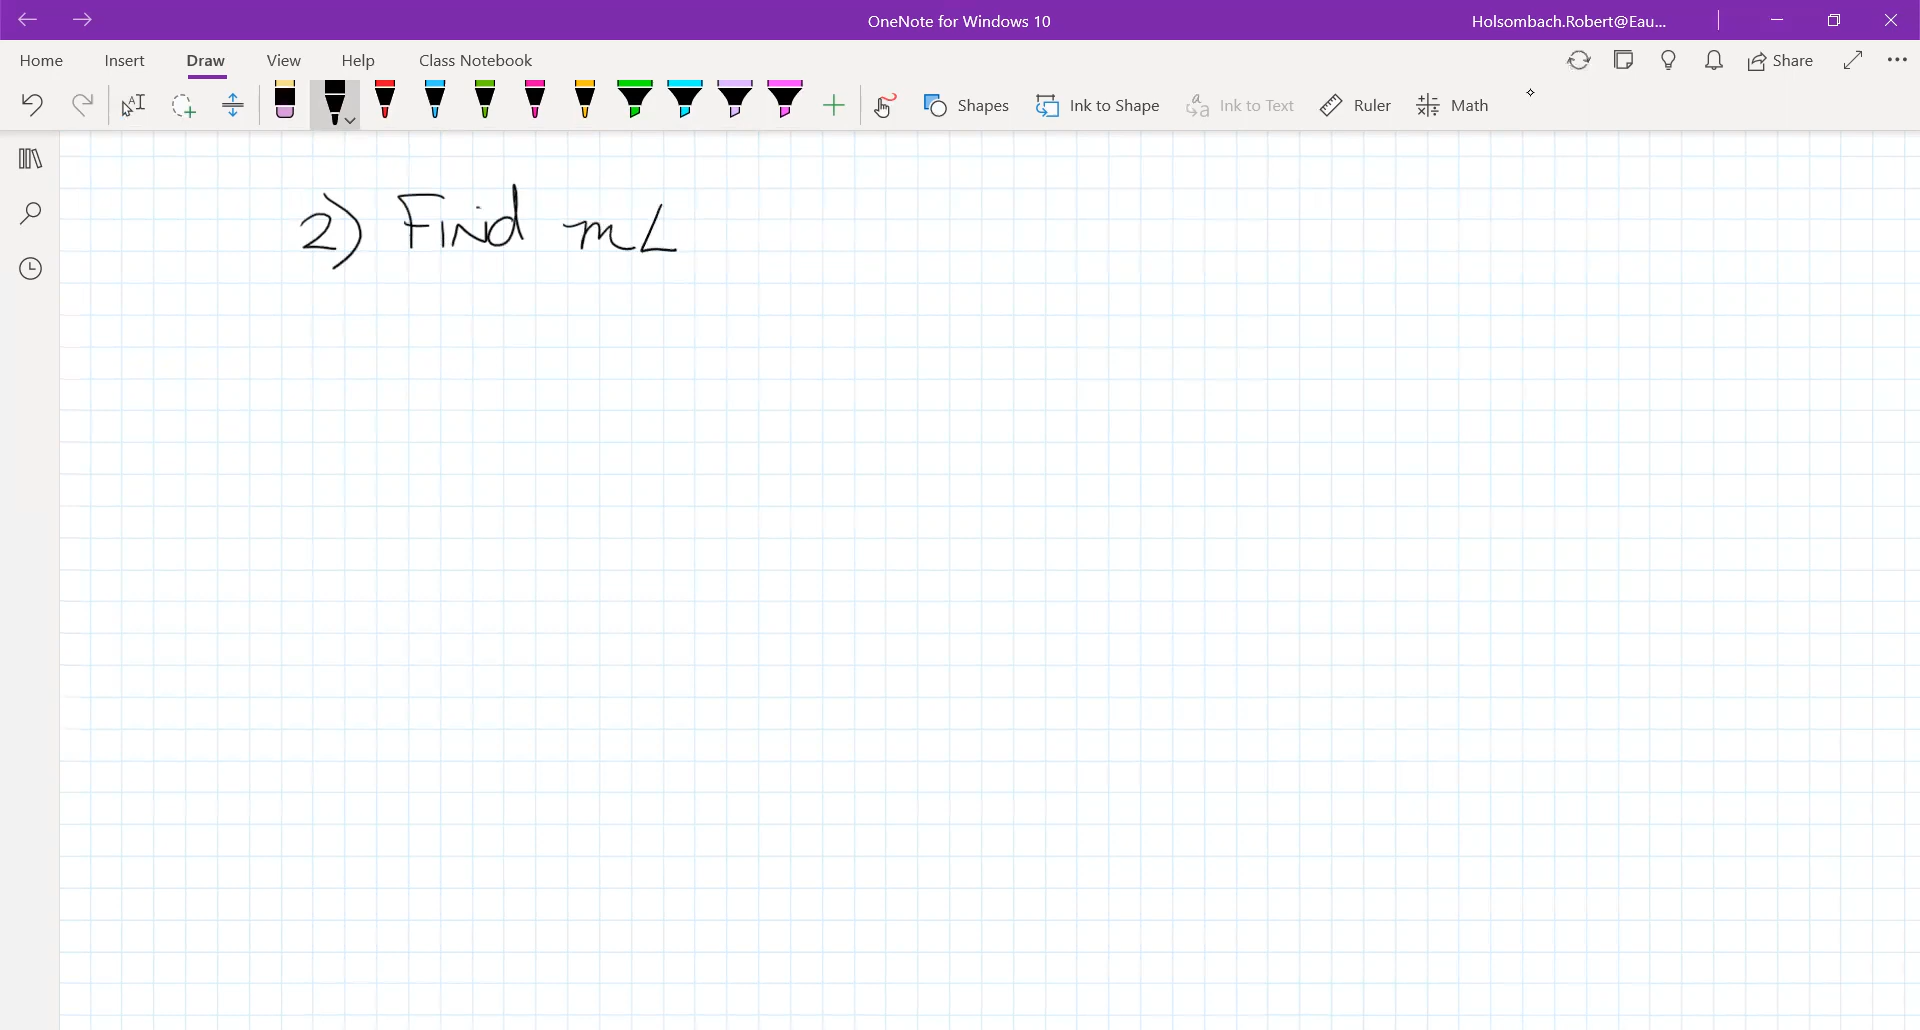 OneNote for Windows 10
Holsombach.Robert@Eau...
Home Insert Draw View Help Class Notebook
Share
Shapes Ink to Shape Ink to Text Ruler Math
2) Find m∠